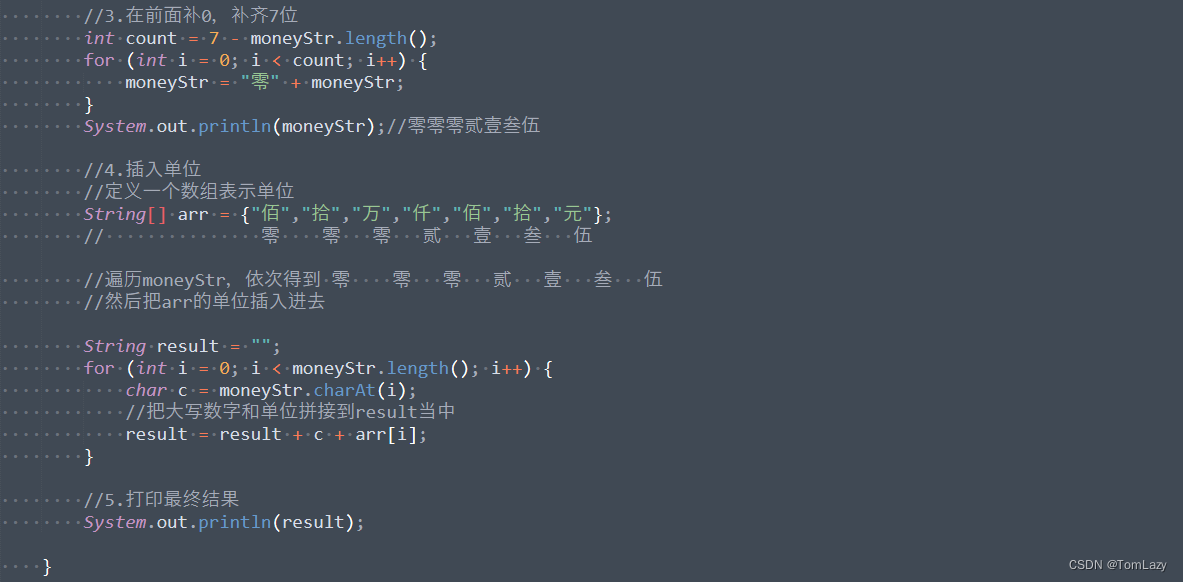 //3.在前面补0，补齐7位
int count = 7 - moneyStr.length();
for (int i = 0; i < count; i++) {
moneyStr = "零" + moneyStr;
}
System.out.println(moneyStr);//零零零贰壹叁伍
//4.插入单位
//定义一个数组表示单位
String[] arr = {"佰","拾","万","仟","佰","拾","元"};
// 零 零 零 贰 壹 叁 伍
//遍历moneyStr，依次得到 零 零 零 贰 壹 叁 伍
//然后把arr的单位插入进去
String result = "";
for (int i = 0; i < moneyStr.length(); i++) {
char c = moneyStr.charAt(i);
//把大写数字和单位拼接到result当中
result = result + c + arr[i];
}
//5.打印最终结果
System.out.println(result);
}
CSDN @TomLazy